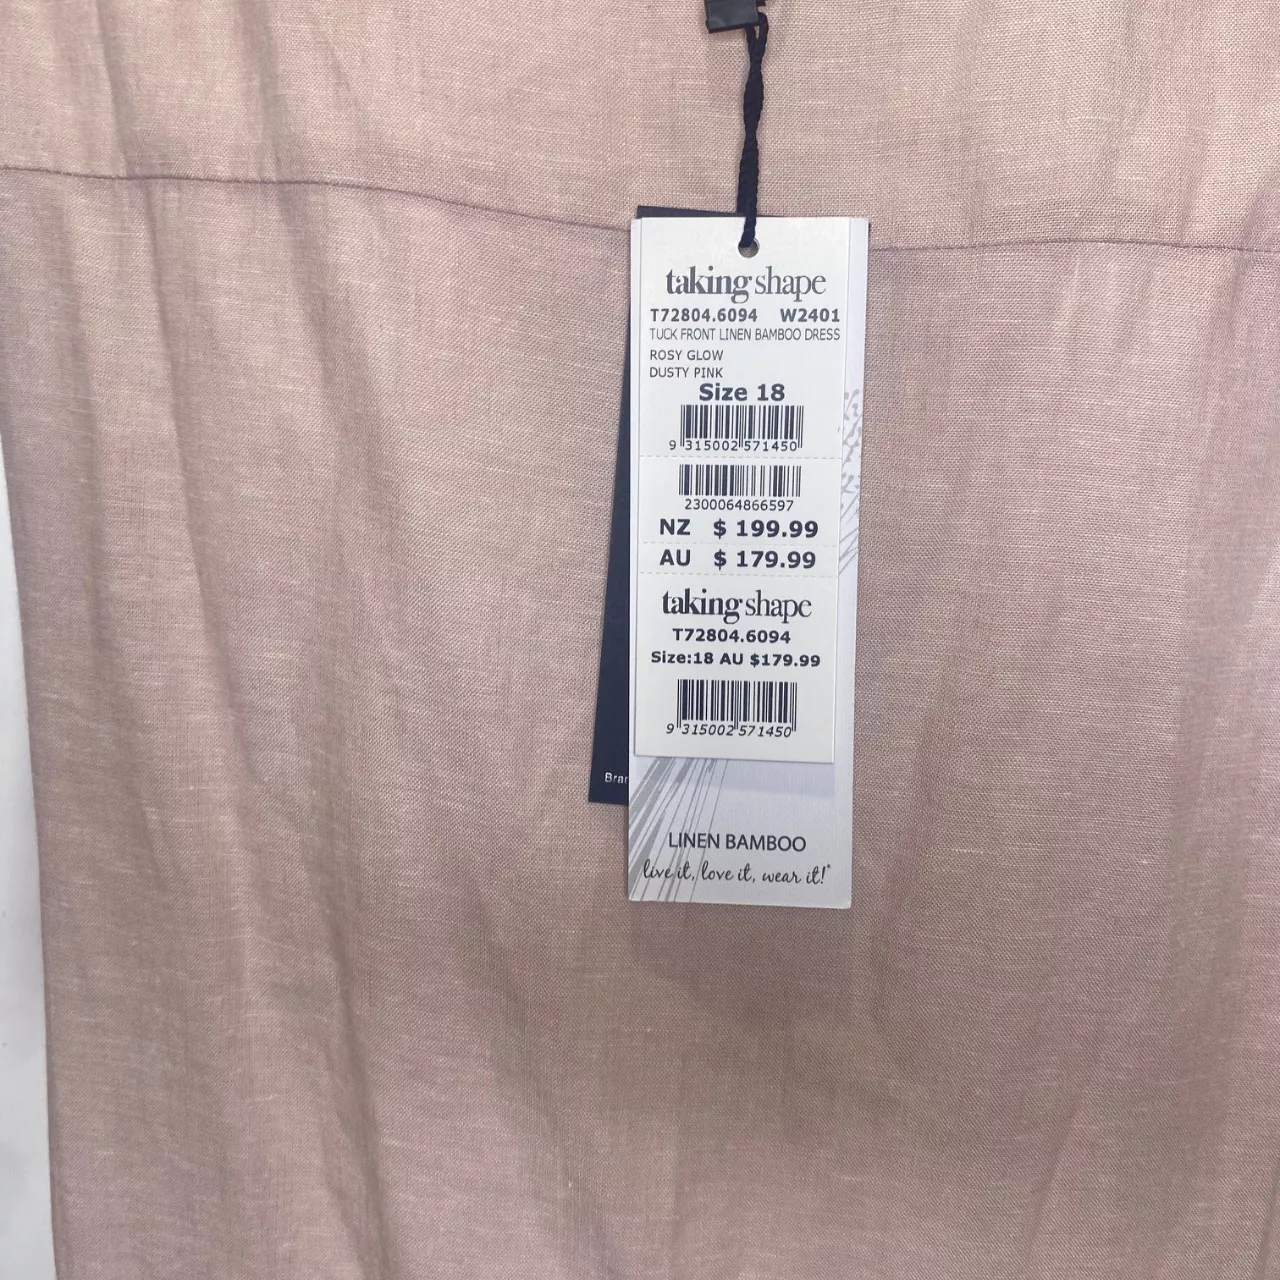 taking shape
T72804.6094 W2401
TUCK FRONT LINEN BAMBOO DRESS
ROSY GLOW
DUSTY PINK
Size 18
9 315002 571450
2300064866597
NZ $ 199.99
AU $ 179.99
taking shape
T72804.6094
Size:18 AU $179.99
9 315002 571450
Bran
LINEN BAMBOO
live it, love it, wear it!*